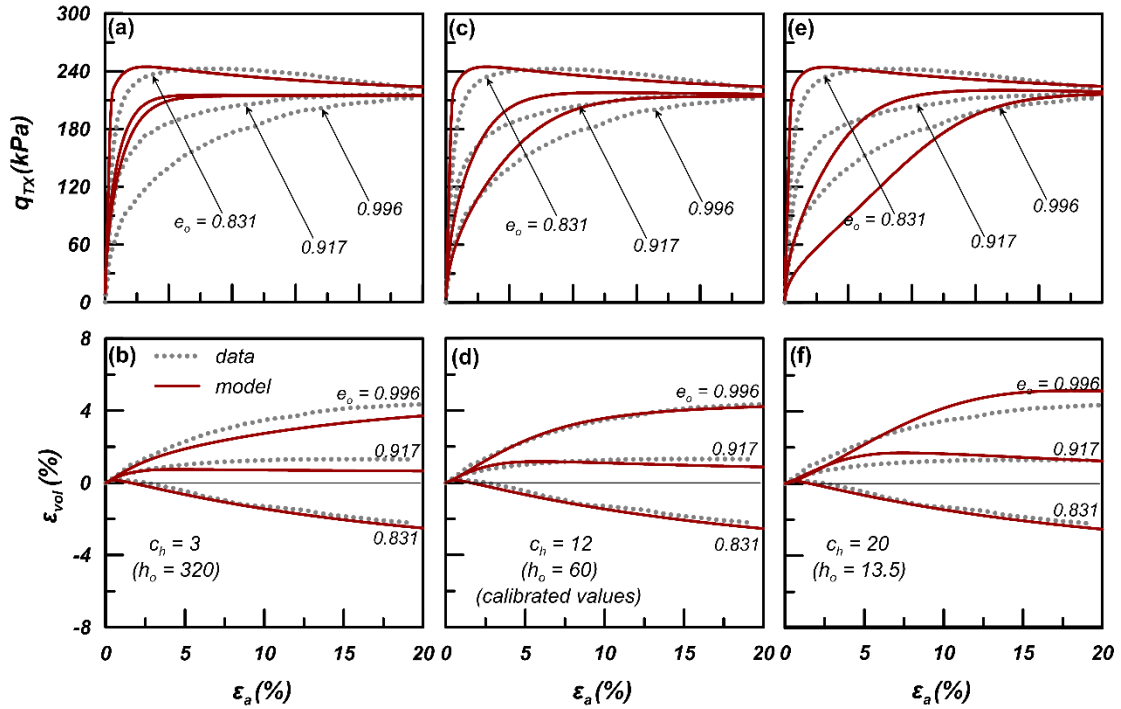 (a)
300
240
180
120
60
0
q_TX (kPa)
e_o = 0.831
0.917
0.996
(c)
e_o = 0.831
0.917
0.996
(e)
e_o = 0.831
0.917
0.996
(b)
data
model
8
4
0
-4
-8
ε_vol (%)
e_o = 0.996
0.917
0.831
c_h = 3
(h_o = 320)
0 5 10 15 20
ε_a (%)
(d)
0.996
0.917
0.831
c_h = 12
(h_o = 60)
(calibrated values)
0 5 10 15 20
ε_a (%)
(f)
e_o = 0.996
0.917
0.831
c_h = 20
(h_o = 13.5)
0 5 10 15 20
ε_a (%)